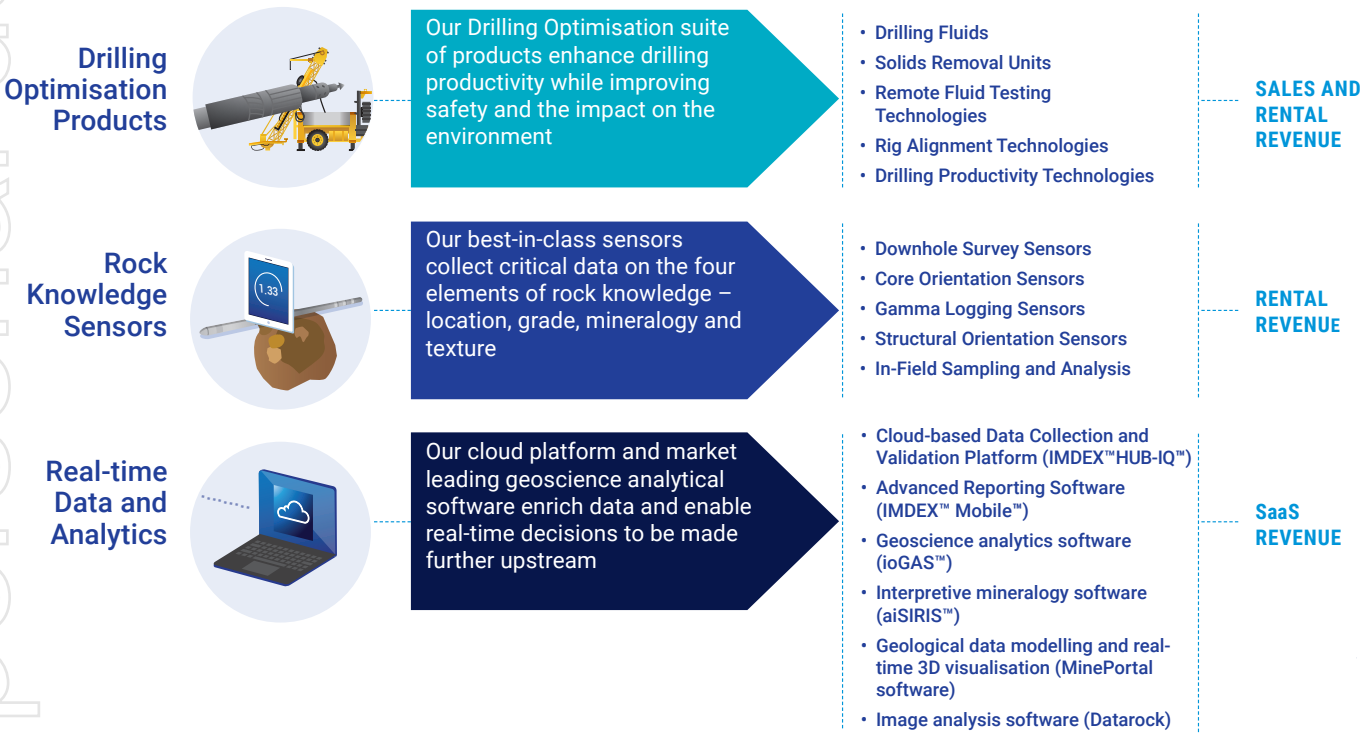 Drilling
Optimisation
Products
Our Drilling Optimisation suite
of products enhance drilling
productivity while improving
safety and the impact on the
environment
• Drilling Fluids
• Solids Removal Units
• Remote Fluid Testing
Technologies
• Rig Alignment Technologies
• Drilling Productivity Technologies
SALES AND
RENTAL
REVENUE
Rock
Knowledge
Sensors
1.33
Our best-in-class sensors
collect critical data on the four
elements of rock knowledge –
location, grade, mineralogy and
texture
• Downhole Survey Sensors
• Core Orientation Sensors
• Gamma Logging Sensors
• Structural Orientation Sensors
• In-Field Sampling and Analysis
RENTAL
REVENUE
Real-time
Data and
Analytics
Our cloud platform and market
leading geoscience analytical
software enrich data and enable
real-time decisions to be made
further upstream
• Cloud-based Data Collection and
Validation Platform (IMDEX™HUB-IQ™)
• Advanced Reporting Software
(IMDEX™ Mobile™)
• Geoscience analytics software
(ioGAS™)
• Interpretive mineralogy software
(aiSIRIS™)
• Geological data modelling and real-
time 3D visualisation (MinePortal
software)
• Image analysis software (Datarock)
SaaS
REVENUE